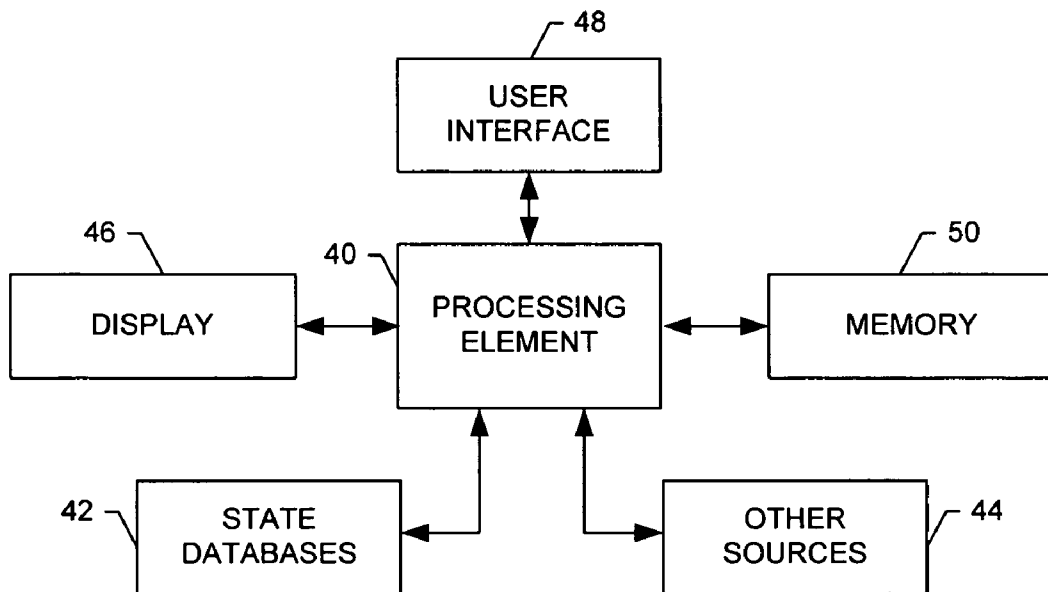 48
USER
INTERFACE
46
40
50
DISPLAY
PROCESSING
ELEMENT
MEMORY
42
STATE
DATABASES
OTHER
SOURCES
44